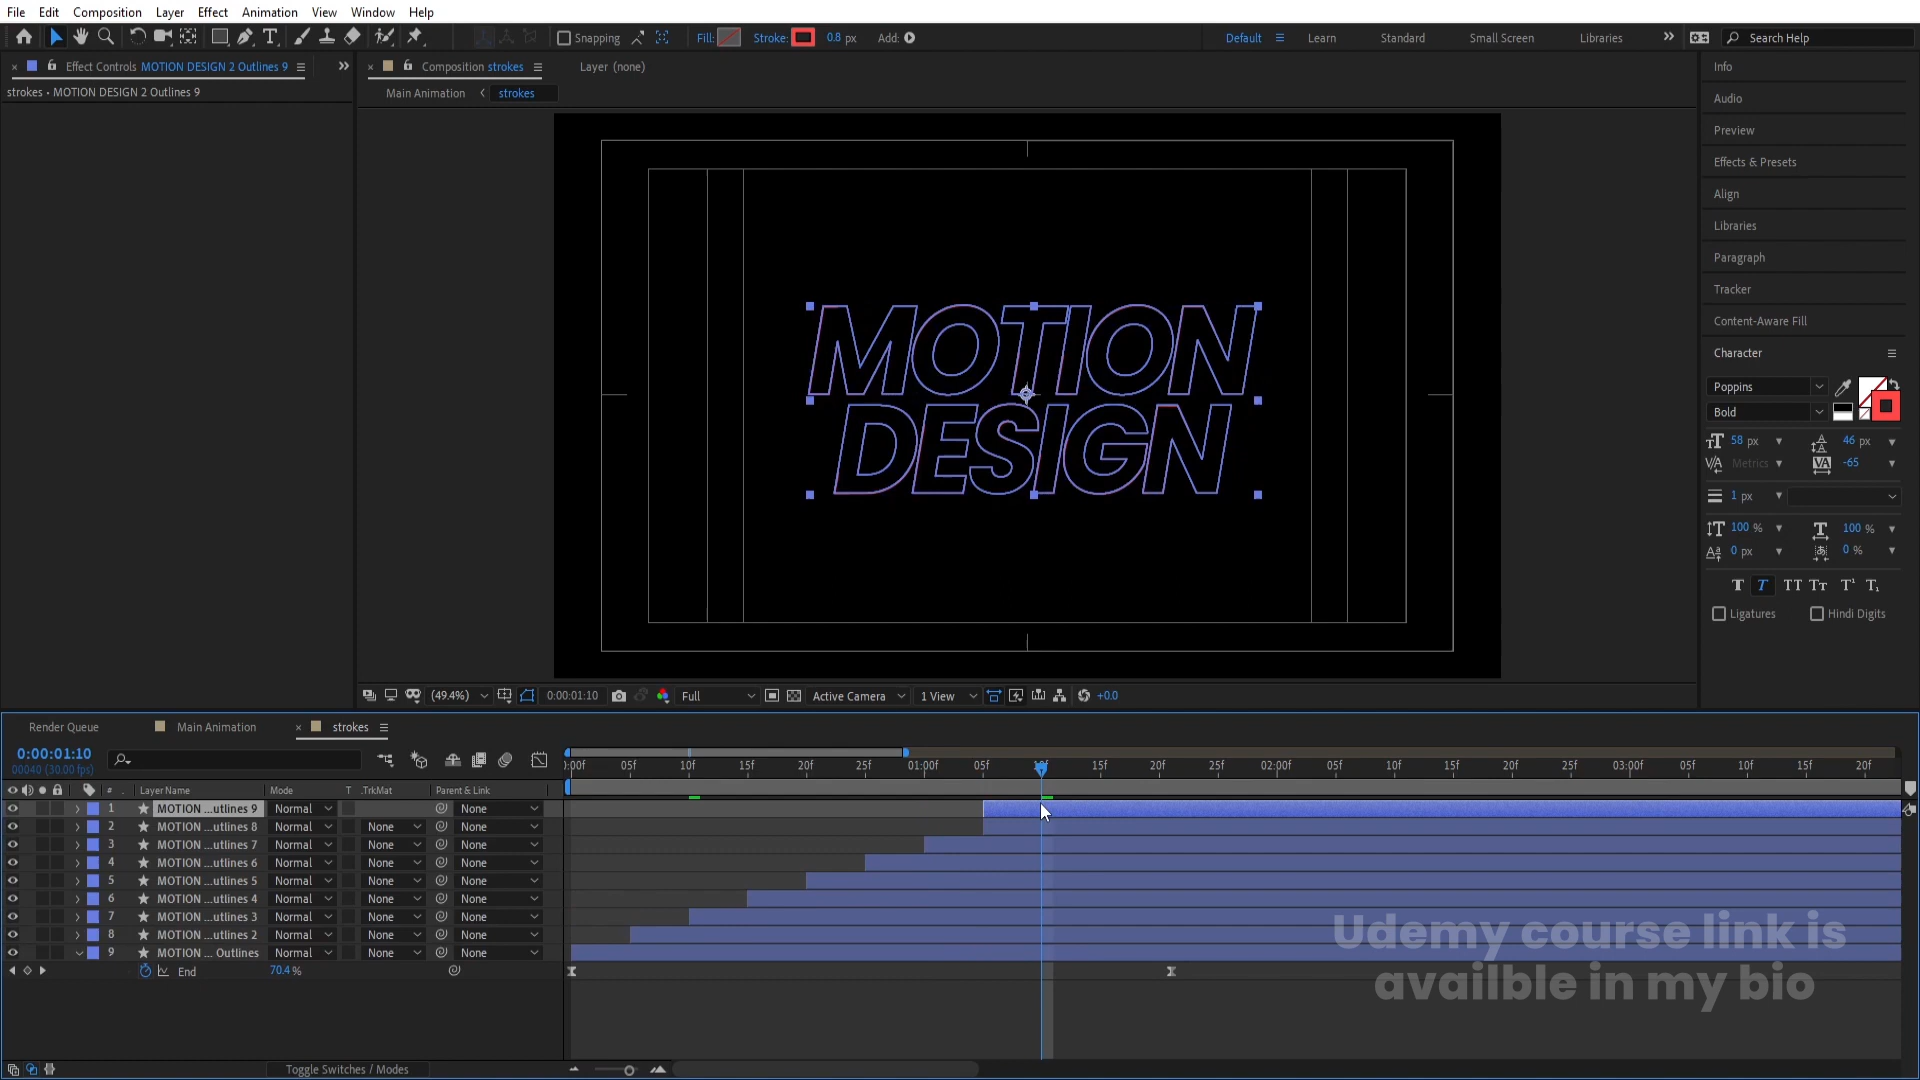 File Edit Composition Layer Effect Animation View Window Help
Snapping Fill: Stroke: 0.8 px Add: Default Learn Standard Small Screen Libraries Search Help
Effect Controls MOTION DESIGN 2 Outlines 9
Composition strokes Layer (none)
strokes • MOTION DESIGN 2 Outlines 9
Main Animation strokes
Info
Audio
Preview
Effects & Presets
Align
Libraries
Paragraph
Tracker
Content-Aware Fill
Character
Poppins
Bold
58 px 46 px
Metrics -65
1 px
100 % 100 %
0 px 0 %
Ligatures Hindi Digits
MOTION
DESIGN
(49.4%) 0:00:01:10 Full Active Camera 1 View +0.0
Render Queue Main Animation strokes
0:00:01:10
00040 (30.00 fps)
:00f 05f 10f 15f 20f 25f 01:00f 05f 10f 15f 20f 25f 02:00f 05f 10f 15f 20f 25f 03:00f 05f 10f 15f 20f
# Layer Name Mode T .TrkMat Parent & Link
1 MOTION ...utlines 9 Normal None
2 MOTION ...utlines 8 Normal None None
3 MOTION ...utlines 7 Normal None None
4 MOTION ...utlines 6 Normal None None
5 MOTION ...utlines 5 Normal None None
6 MOTION ...utlines 4 Normal None None
7 MOTION ...utlines 3 Normal None None
8 MOTION ...utlines 2 Normal None None
9 MOTION ... Outlines Normal None None
End 70.4%
Toggle Switches / Modes
Udemy course link is
availble in my bio